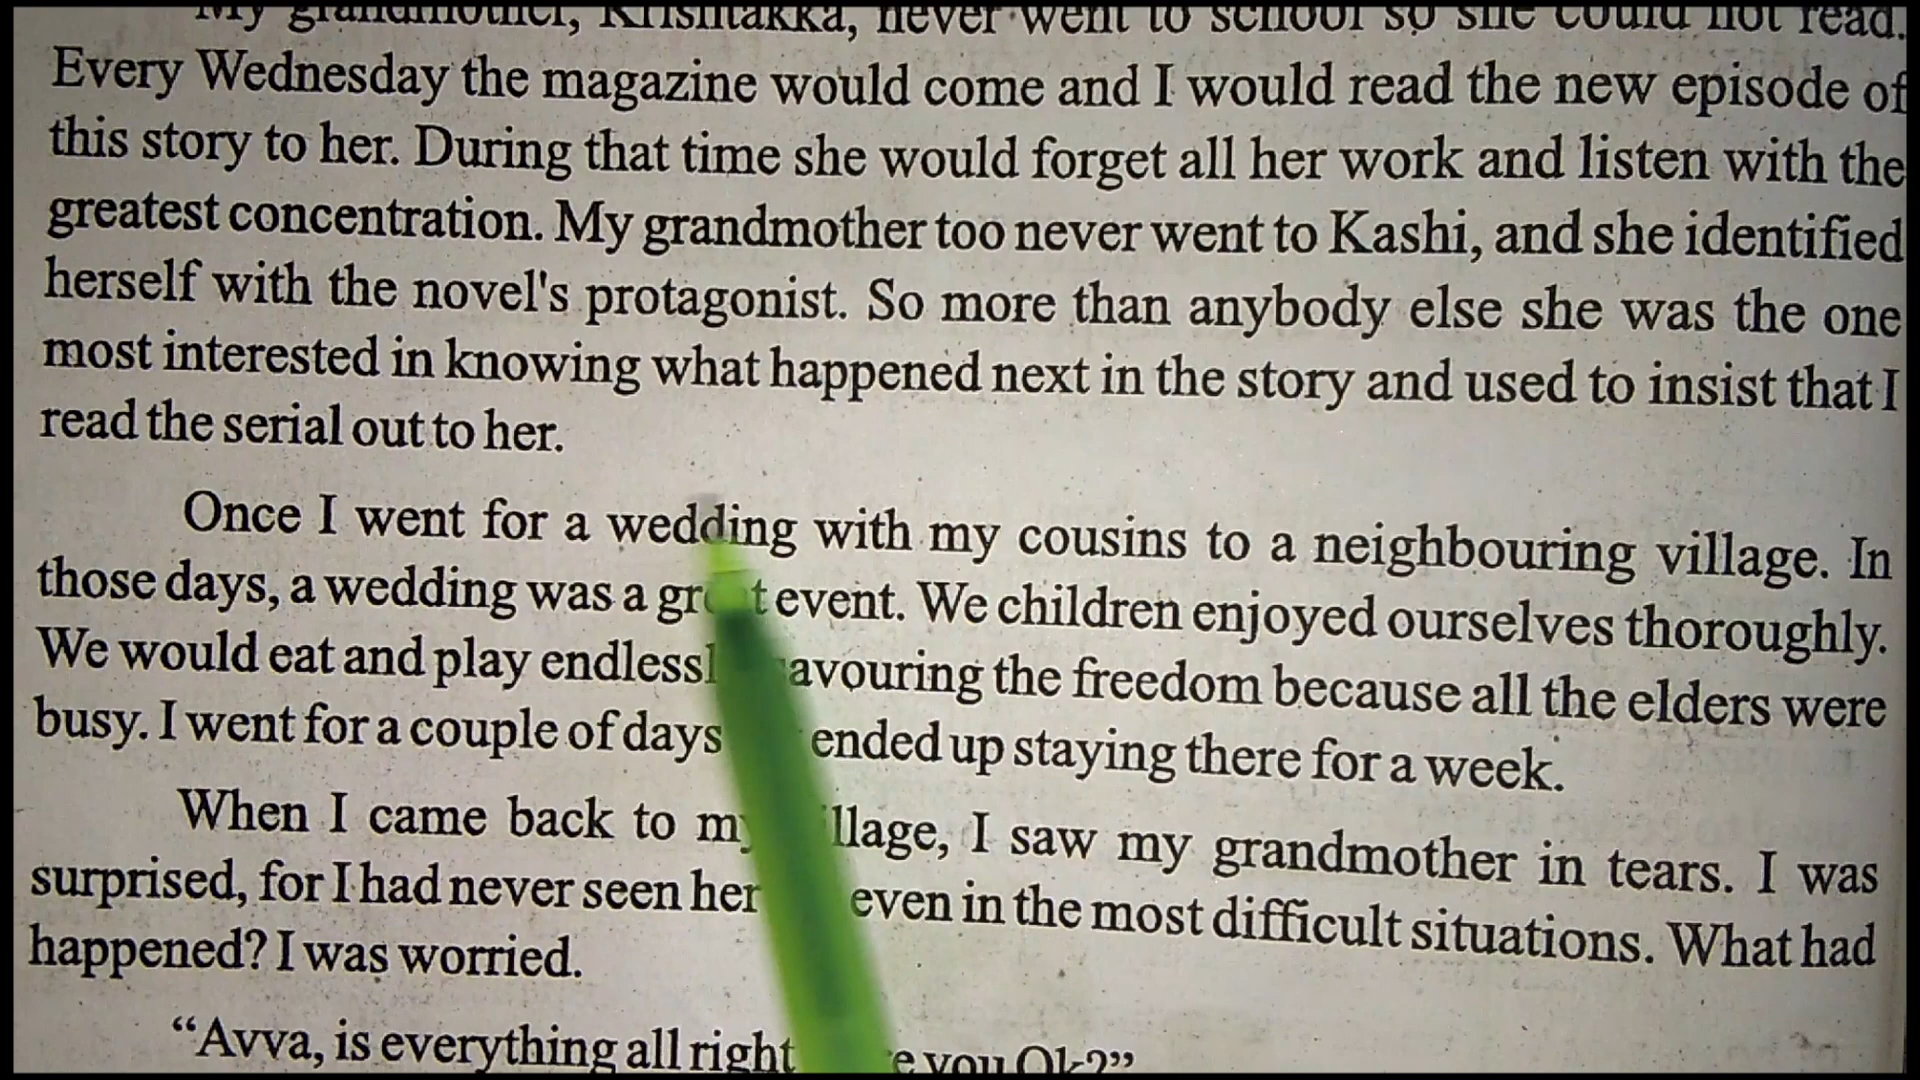 My grandmother, Krishtakka, never went to school so she could not read.
Every Wednesday the magazine would come and I would read the new episode of
this story to her. During that time she would forget all her work and listen with the
greatest concentration. My grandmother too never went to Kashi, and she identified
herself with the novel's protagonist. So more than anybody else she was the one
most interested in knowing what happened next in the story and used to insist that I
read the serial out to her.
Once I went for a wedding with my cousins to a neighbouring village. In
those days, a wedding was a great event. We children enjoyed ourselves thoroughly.
We would eat and play endlessly savouring the freedom because all the elders were
busy. I went for a couple of days ended up staying there for a week.
When I came back to my village, I saw my grandmother in tears. I was
surprised, for I had never seen her even in the most difficult situations. What had
happened? I was worried.
“Avva, is everything all right you Ok?”